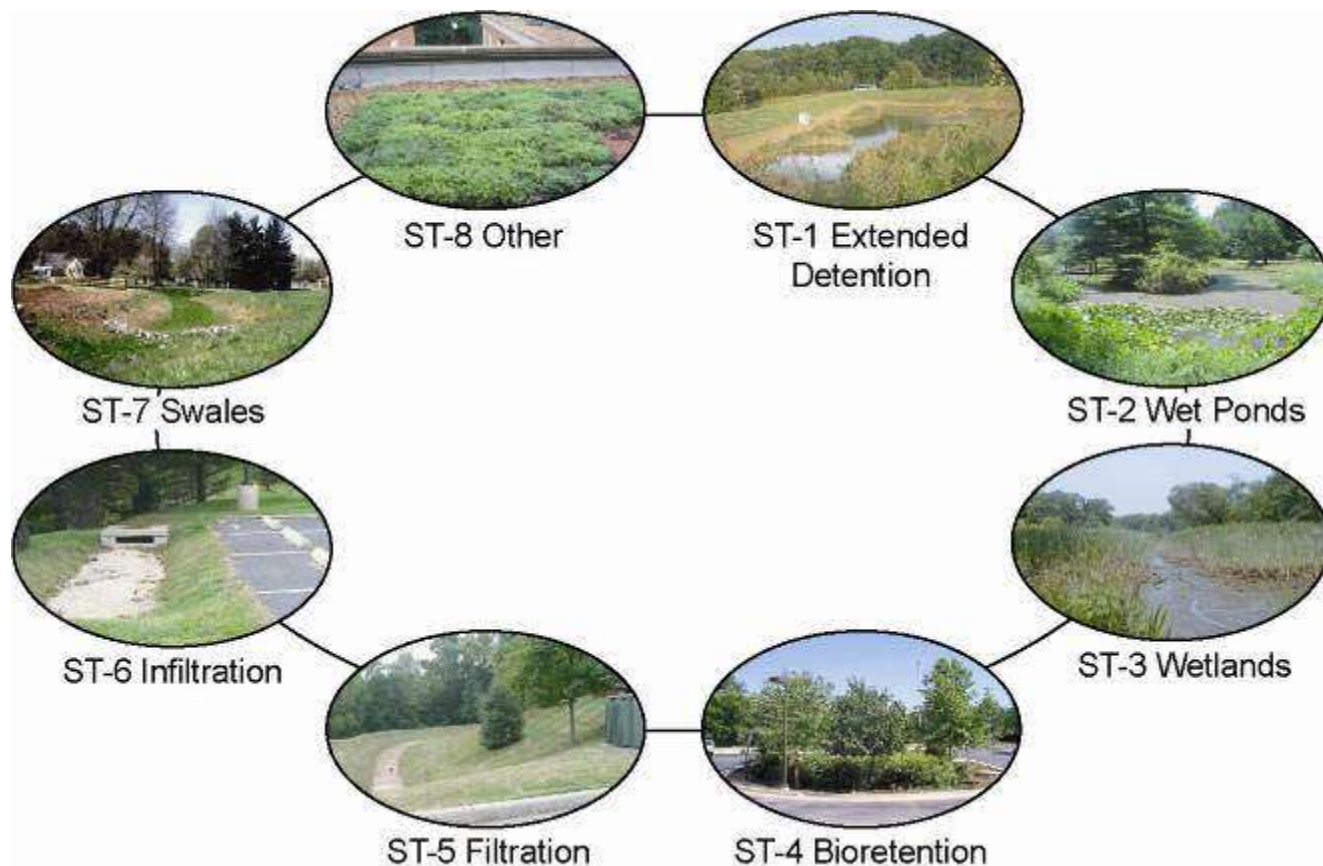 ST-8 Other
ST-1 Extended
Detention
ST-7 Swales
ST-2 Wet Ponds
ST-6 Infiltration
ST-3 Wetlands
ST-5 Filtration
ST-4 Bioretention